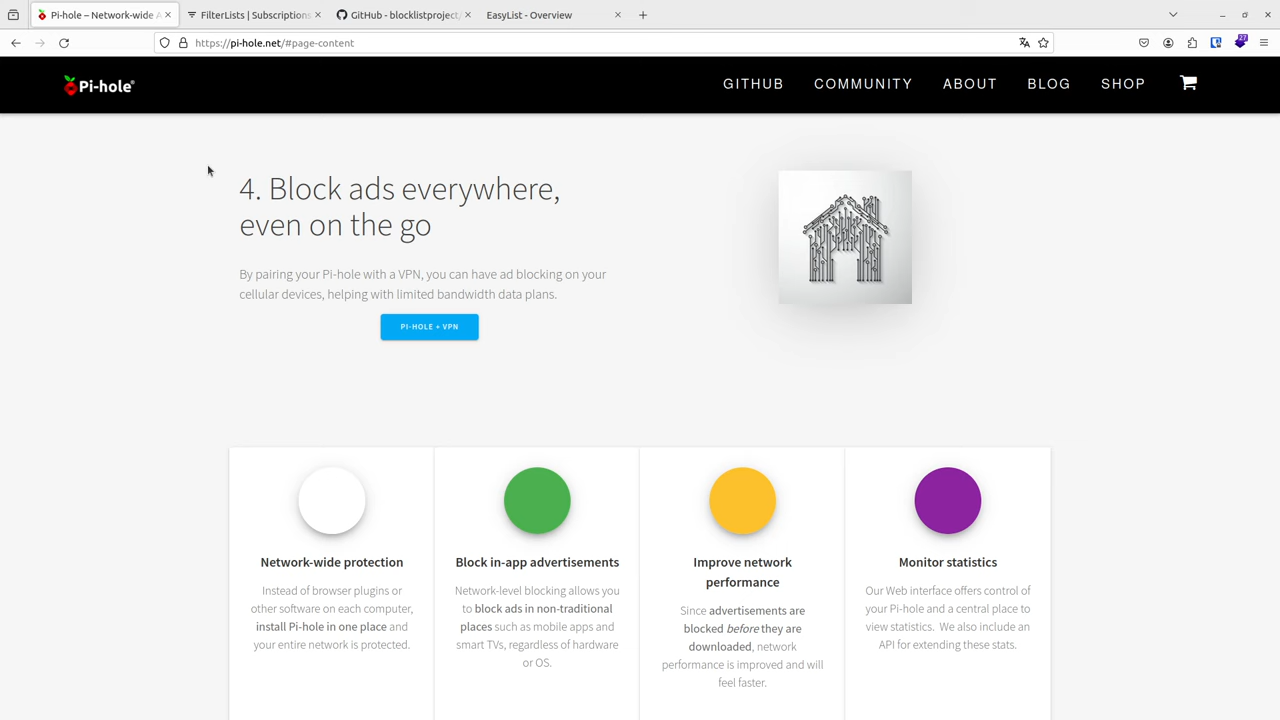 Pi-hole – Network-wide A
FilterLists | Subscriptions
GitHub - blocklistproject/
EasyList - Overview
https://pi-hole.net/#page-content
27
Pi-hole®
GITHUB
COMMUNITY
ABOUT
BLOG
SHOP
4. Block ads everywhere,
even on the go
By pairing your Pi-hole with a VPN, you can have ad blocking on your
cellular devices, helping with limited bandwidth data plans.
PI-HOLE + VPN
Network-wide protection
Instead of browser plugins or
other software on each computer,
install Pi-hole in one place and
your entire network is protected.
Block in-app advertisements
Network-level blocking allows you
to block ads in non-traditional
places such as mobile apps and
smart TVs, regardless of hardware
or OS.
Improve network
performance
Since advertisements are
blocked before they are
downloaded, network
performance is improved and will
feel faster.
Monitor statistics
Our Web interface offers control of
your Pi-hole and a central place to
view statistics.  We also include an
API for extending these stats.